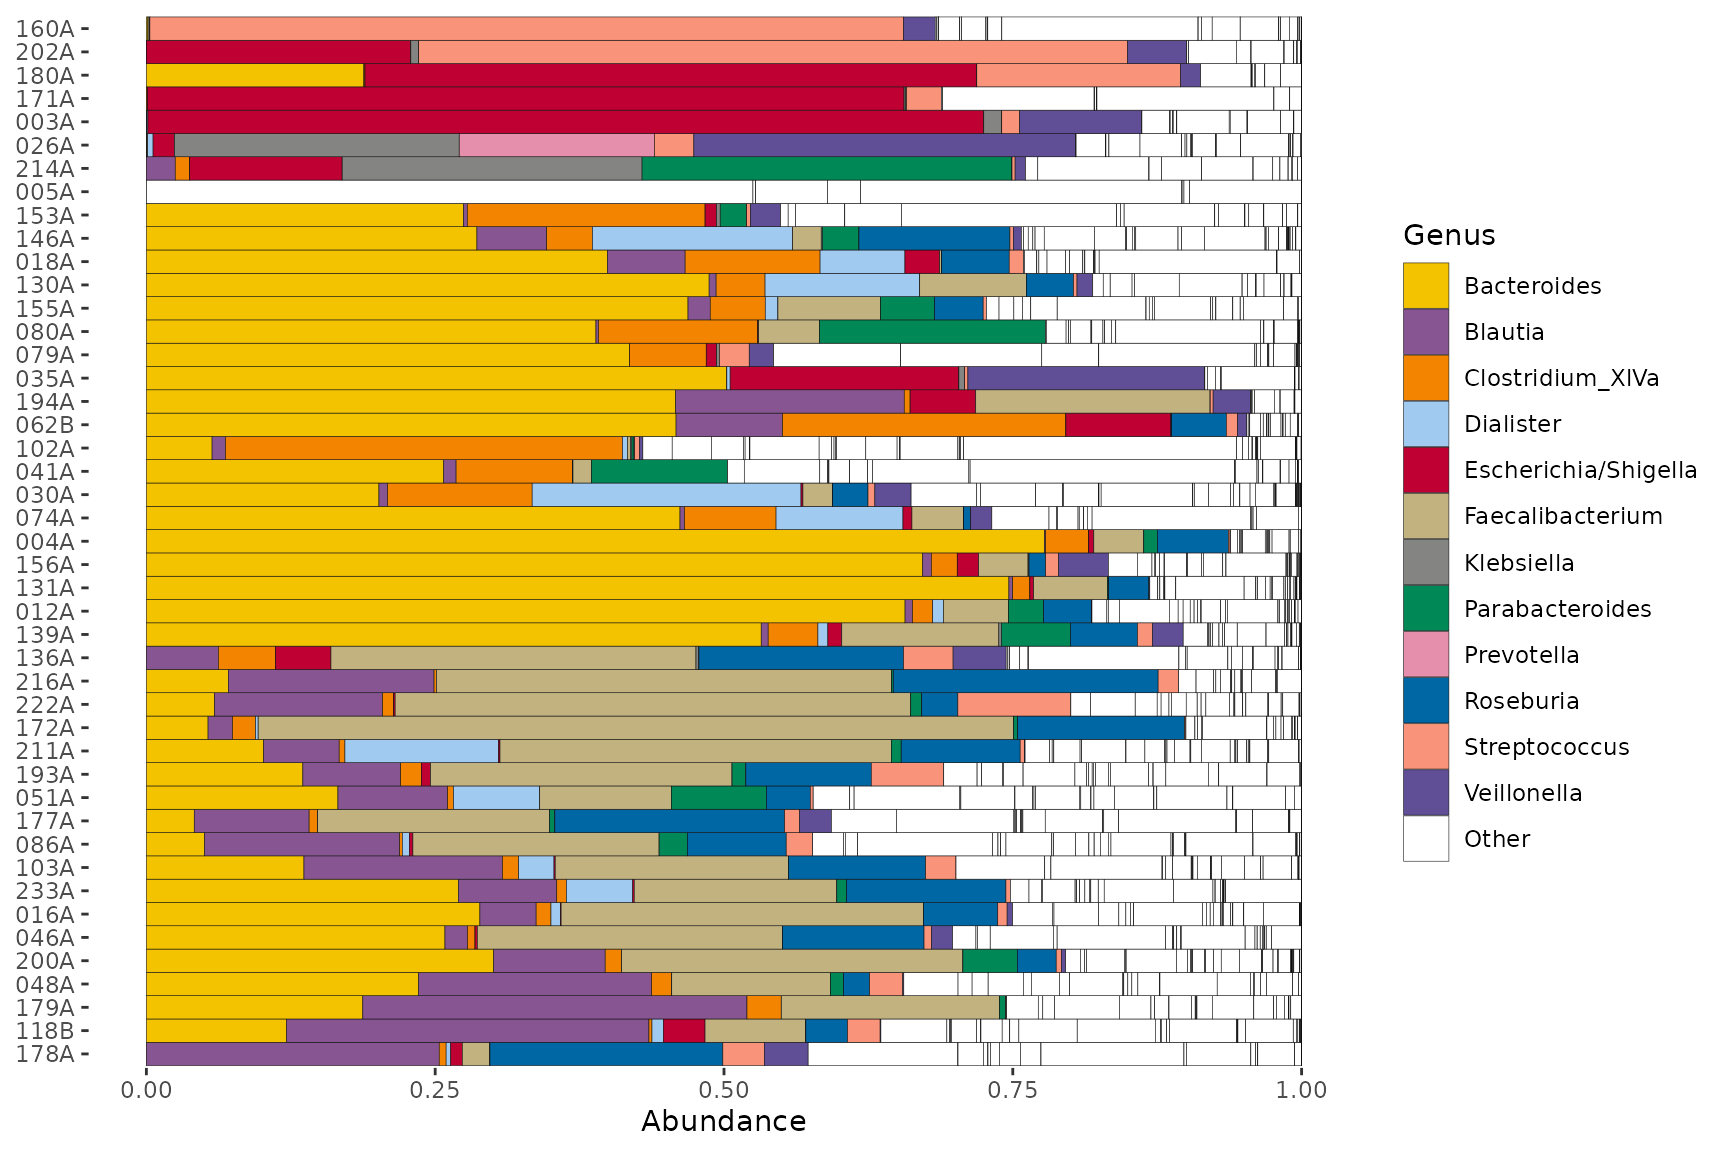 160A
202A
180A
171A
003A
026A
214A
005A
153A
146A
018A
130A
155A
080A
079A
035A
194A
062B
102A
041A
030A
074A
004A
156A
131A
012A
139A
136A
216A
222A
172A
211A
193A
051A
177A
086A
103A
233A
016A
046A
200A
048A
179A
118B
178A
0.00 0.25 0.50 0.75 1.00
Abundance
Genus
Bacteroides
Blautia
Clostridium_XlVa
Dialister
Escherichia/Shigella
Faecalibacterium
Klebsiella
Parabacteroides
Prevotella
Roseburia
Streptococcus
Veillonella
Other